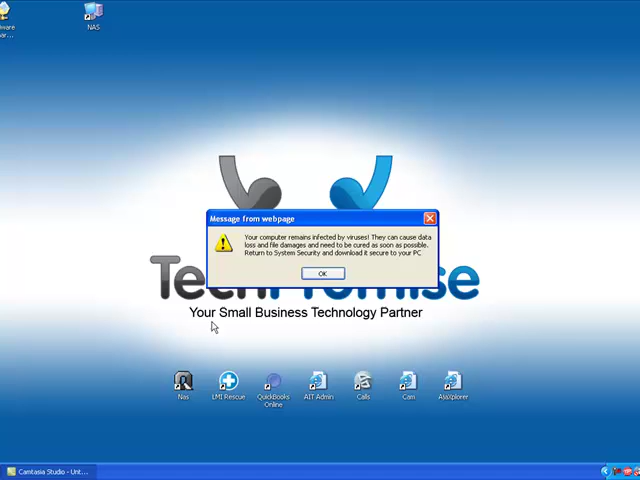 NAS
Message from webpage
Your computer remains infected by viruses! They can cause data
loss and file damages and need to be cured as soon as possible.
Return to System Security and download it secure to your PC
OK
Your Small Business Technology Partner
Nas
LMI Rescue
QuickBooks
Online
AIT Admin
Calls
Cam
Camtasia Studio - Unt...